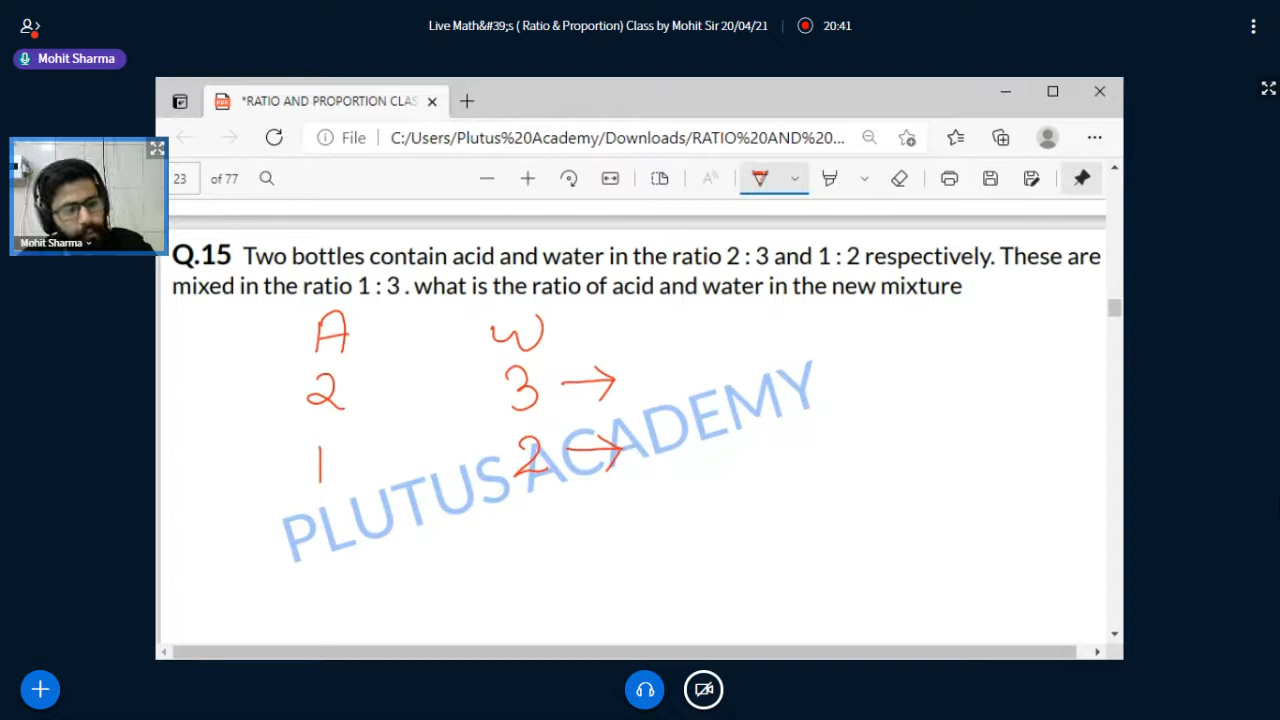 Live Math&#39;s ( Ratio & Proportion) Class by Mohit Sir 20/04/21
20:41
Mohit Sharma
*RATIO AND PROPORTION CLAS
File
C:/Users/Plutus%20Academy/Downloads/RATIO%20AND%20...
Mohit Sharma
23 of 77
Q.15 Two bottles contain acid and water in the ratio 2 : 3 and 1 : 2 respectively. These are
mixed in the ratio 1 : 3 . what is the ratio of acid and water in the new mixture
A W
2 3 →
1 2 →
PLUTUS ACADEMY